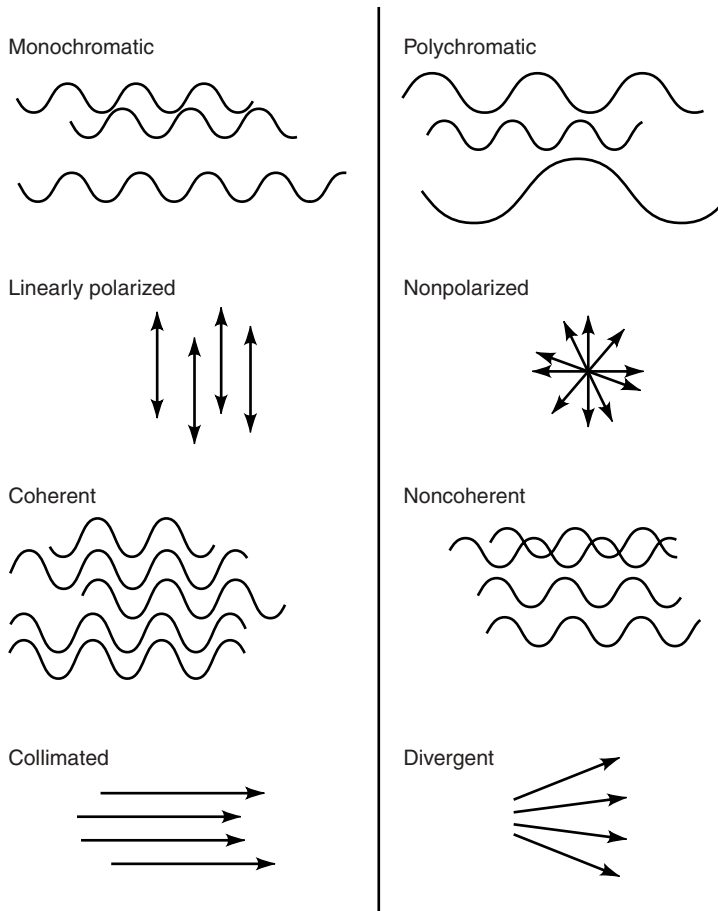 Monochromatic
Polychromatic
Linearly polarized
Nonpolarized
Coherent
Noncoherent
Collimated
Divergent